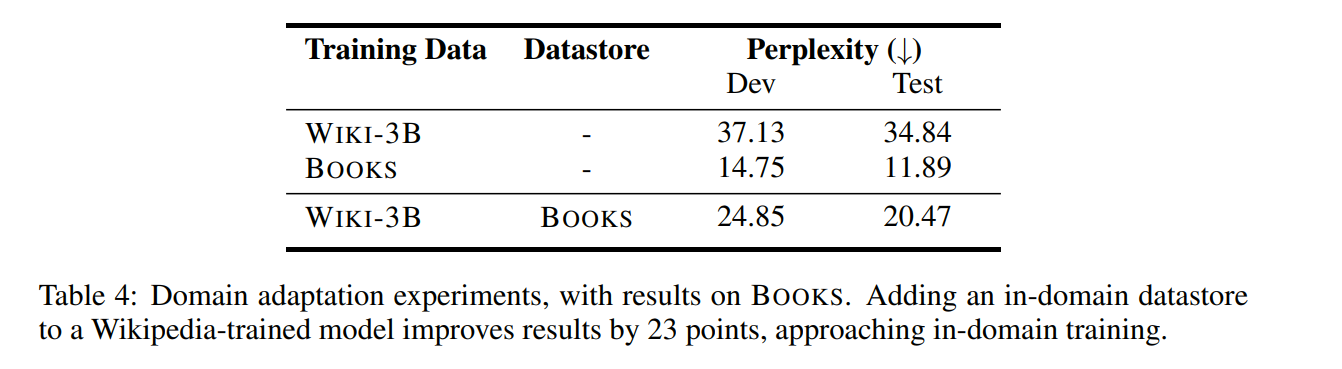 Training Data Datastore Perplexity (↓)
Dev Test
WIKI-3B - 37.13 34.84
BOOKS - 14.75 11.89
WIKI-3B BOOKS 24.85 20.47
Table 4: Domain adaptation experiments, with results on BOOKS. Adding an in-domain datastore
to a Wikipedia-trained model improves results by 23 points, approaching in-domain training.